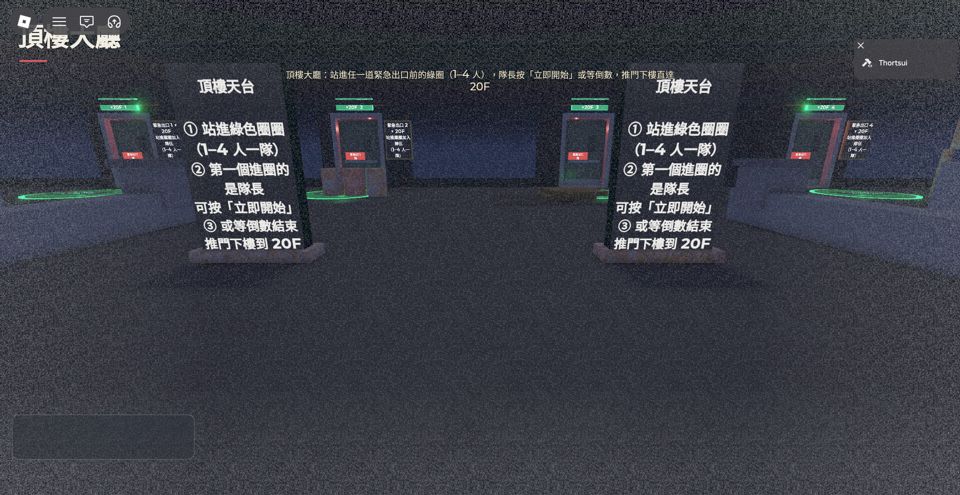 頂樓大廳
Thortsui
頂樓大廳：站進任一道緊急出口前的綠圈（1–4 人），隊長按「立即開始」或等倒數，推門下樓直達
20F
頂樓天台
① 站進綠色圈圈
（1–4 人一隊）
② 第一個進圈的
是隊長
可按「立即開始」
③ 或等倒數結束
推門下樓到 20F
頂樓天台
① 站進綠色圈圈
（1–4 人一隊）
② 第一個進圈的
是隊長
可按「立即開始」
③ 或等倒數結束
推門下樓到 20F